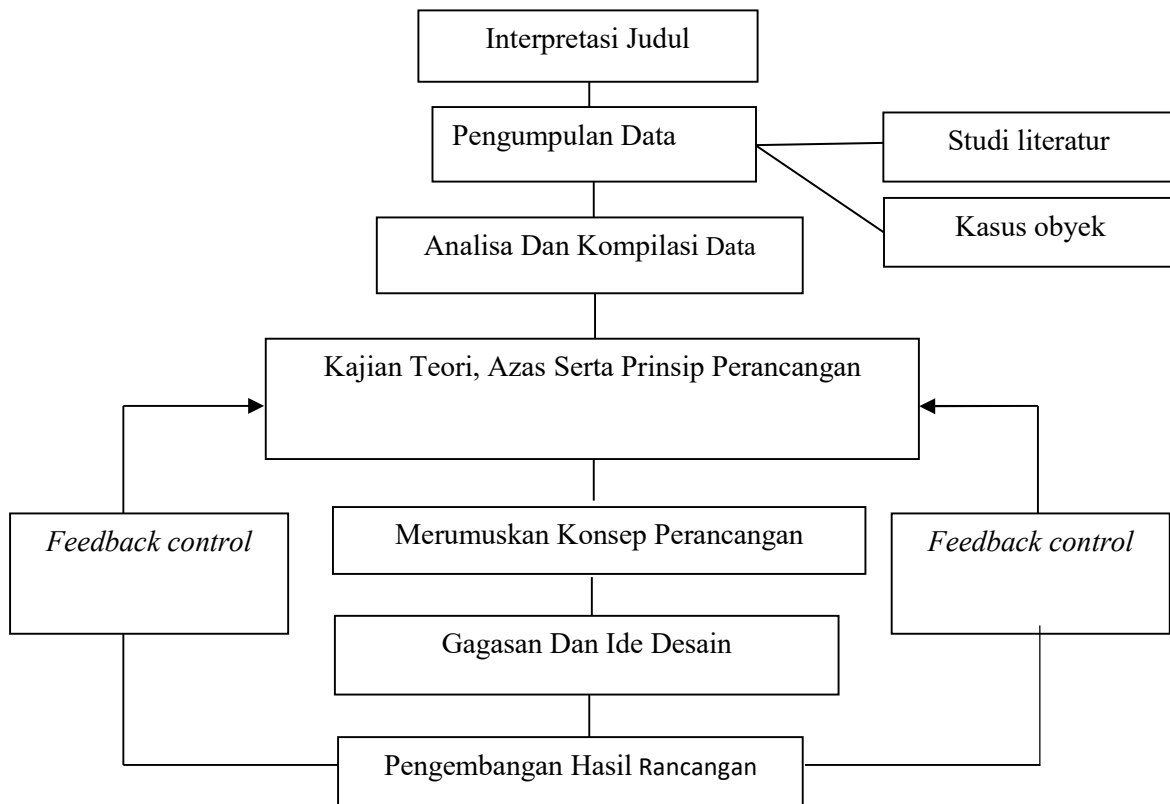 Interpretasi Judul
Pengumpulan Data
Studi literatur
Kasus obyek
Analisa Dan Kompilasi Data
Kajian Teori, Azas Serta Prinsip Perancangan
Feedback control
Merumuskan Konsep Perancangan
Feedback control
Gagasan Dan Ide Desain
Pengembangan Hasil Rancangan